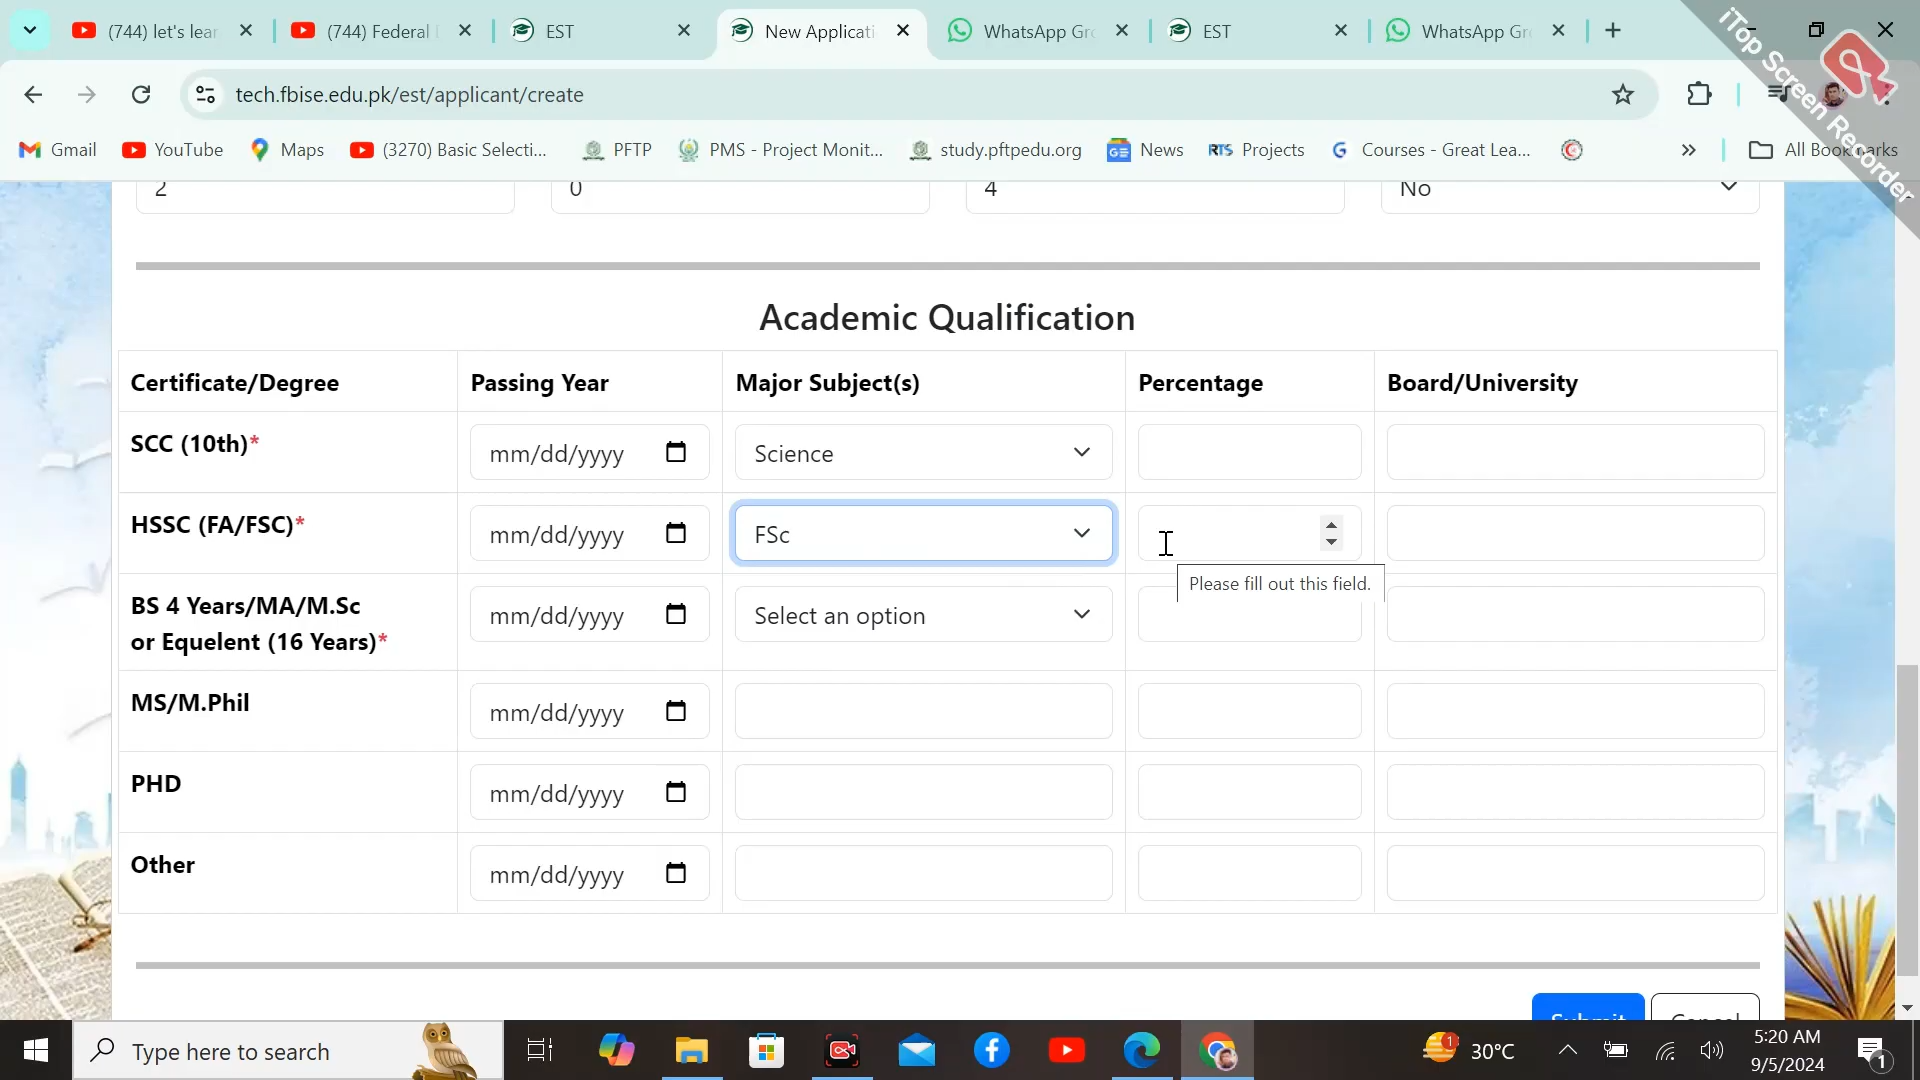 (744) let's lear
(744) Federal
EST
New Applicati
WhatsApp Gr
EST
WhatsApp Gr
tech.fbise.edu.pk/est/applicant/create
Gmail
YouTube
Maps
(3270) Basic Selecti...
PFTP
PMS - Project Monit...
study.pftpedu.org
News
RTS Projects
Courses - Great Lea...
All Bookmarks
iTop Screen Recorder
2
0
4
No
Academic Qualification
Certificate/Degree Passing Year Major Subject(s) Percentage Board/University
SCC (10th)* mm/dd/yyyy Science
HSSC (FA/FSC)* mm/dd/yyyy FSc
Please fill out this field.
BS 4 Years/MA/M.Sc mm/dd/yyyy Select an option
or Equelent (16 Years)*
MS/M.Phil mm/dd/yyyy
PHD mm/dd/yyyy
Other mm/dd/yyyy
Submit Cancel
Type here to search
1
30°C
5:20 AM
9/5/2024
1